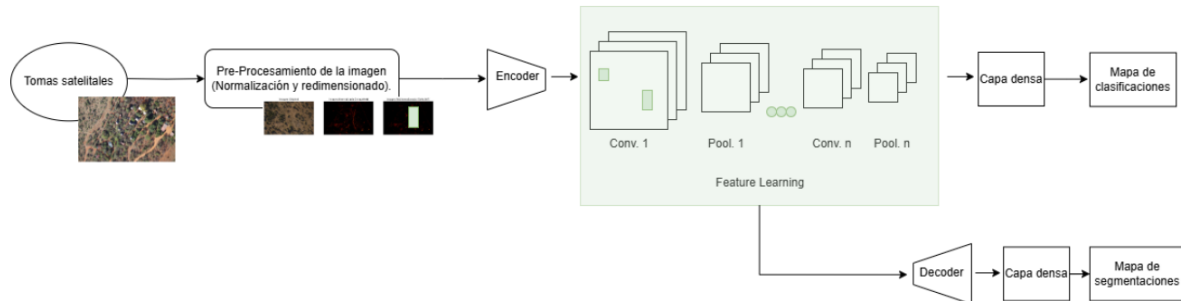 Tomas satelitales
Pre-Procesamiento de la imagen
(Normalización y redimensionado).
Encoder
Conv. 1
Pool. 1
Conv. n
Pool. n
Feature Learning
Capa densa
Mapa de
clasificaciones
Decoder
Capa densa
Mapa de
segmentaciones